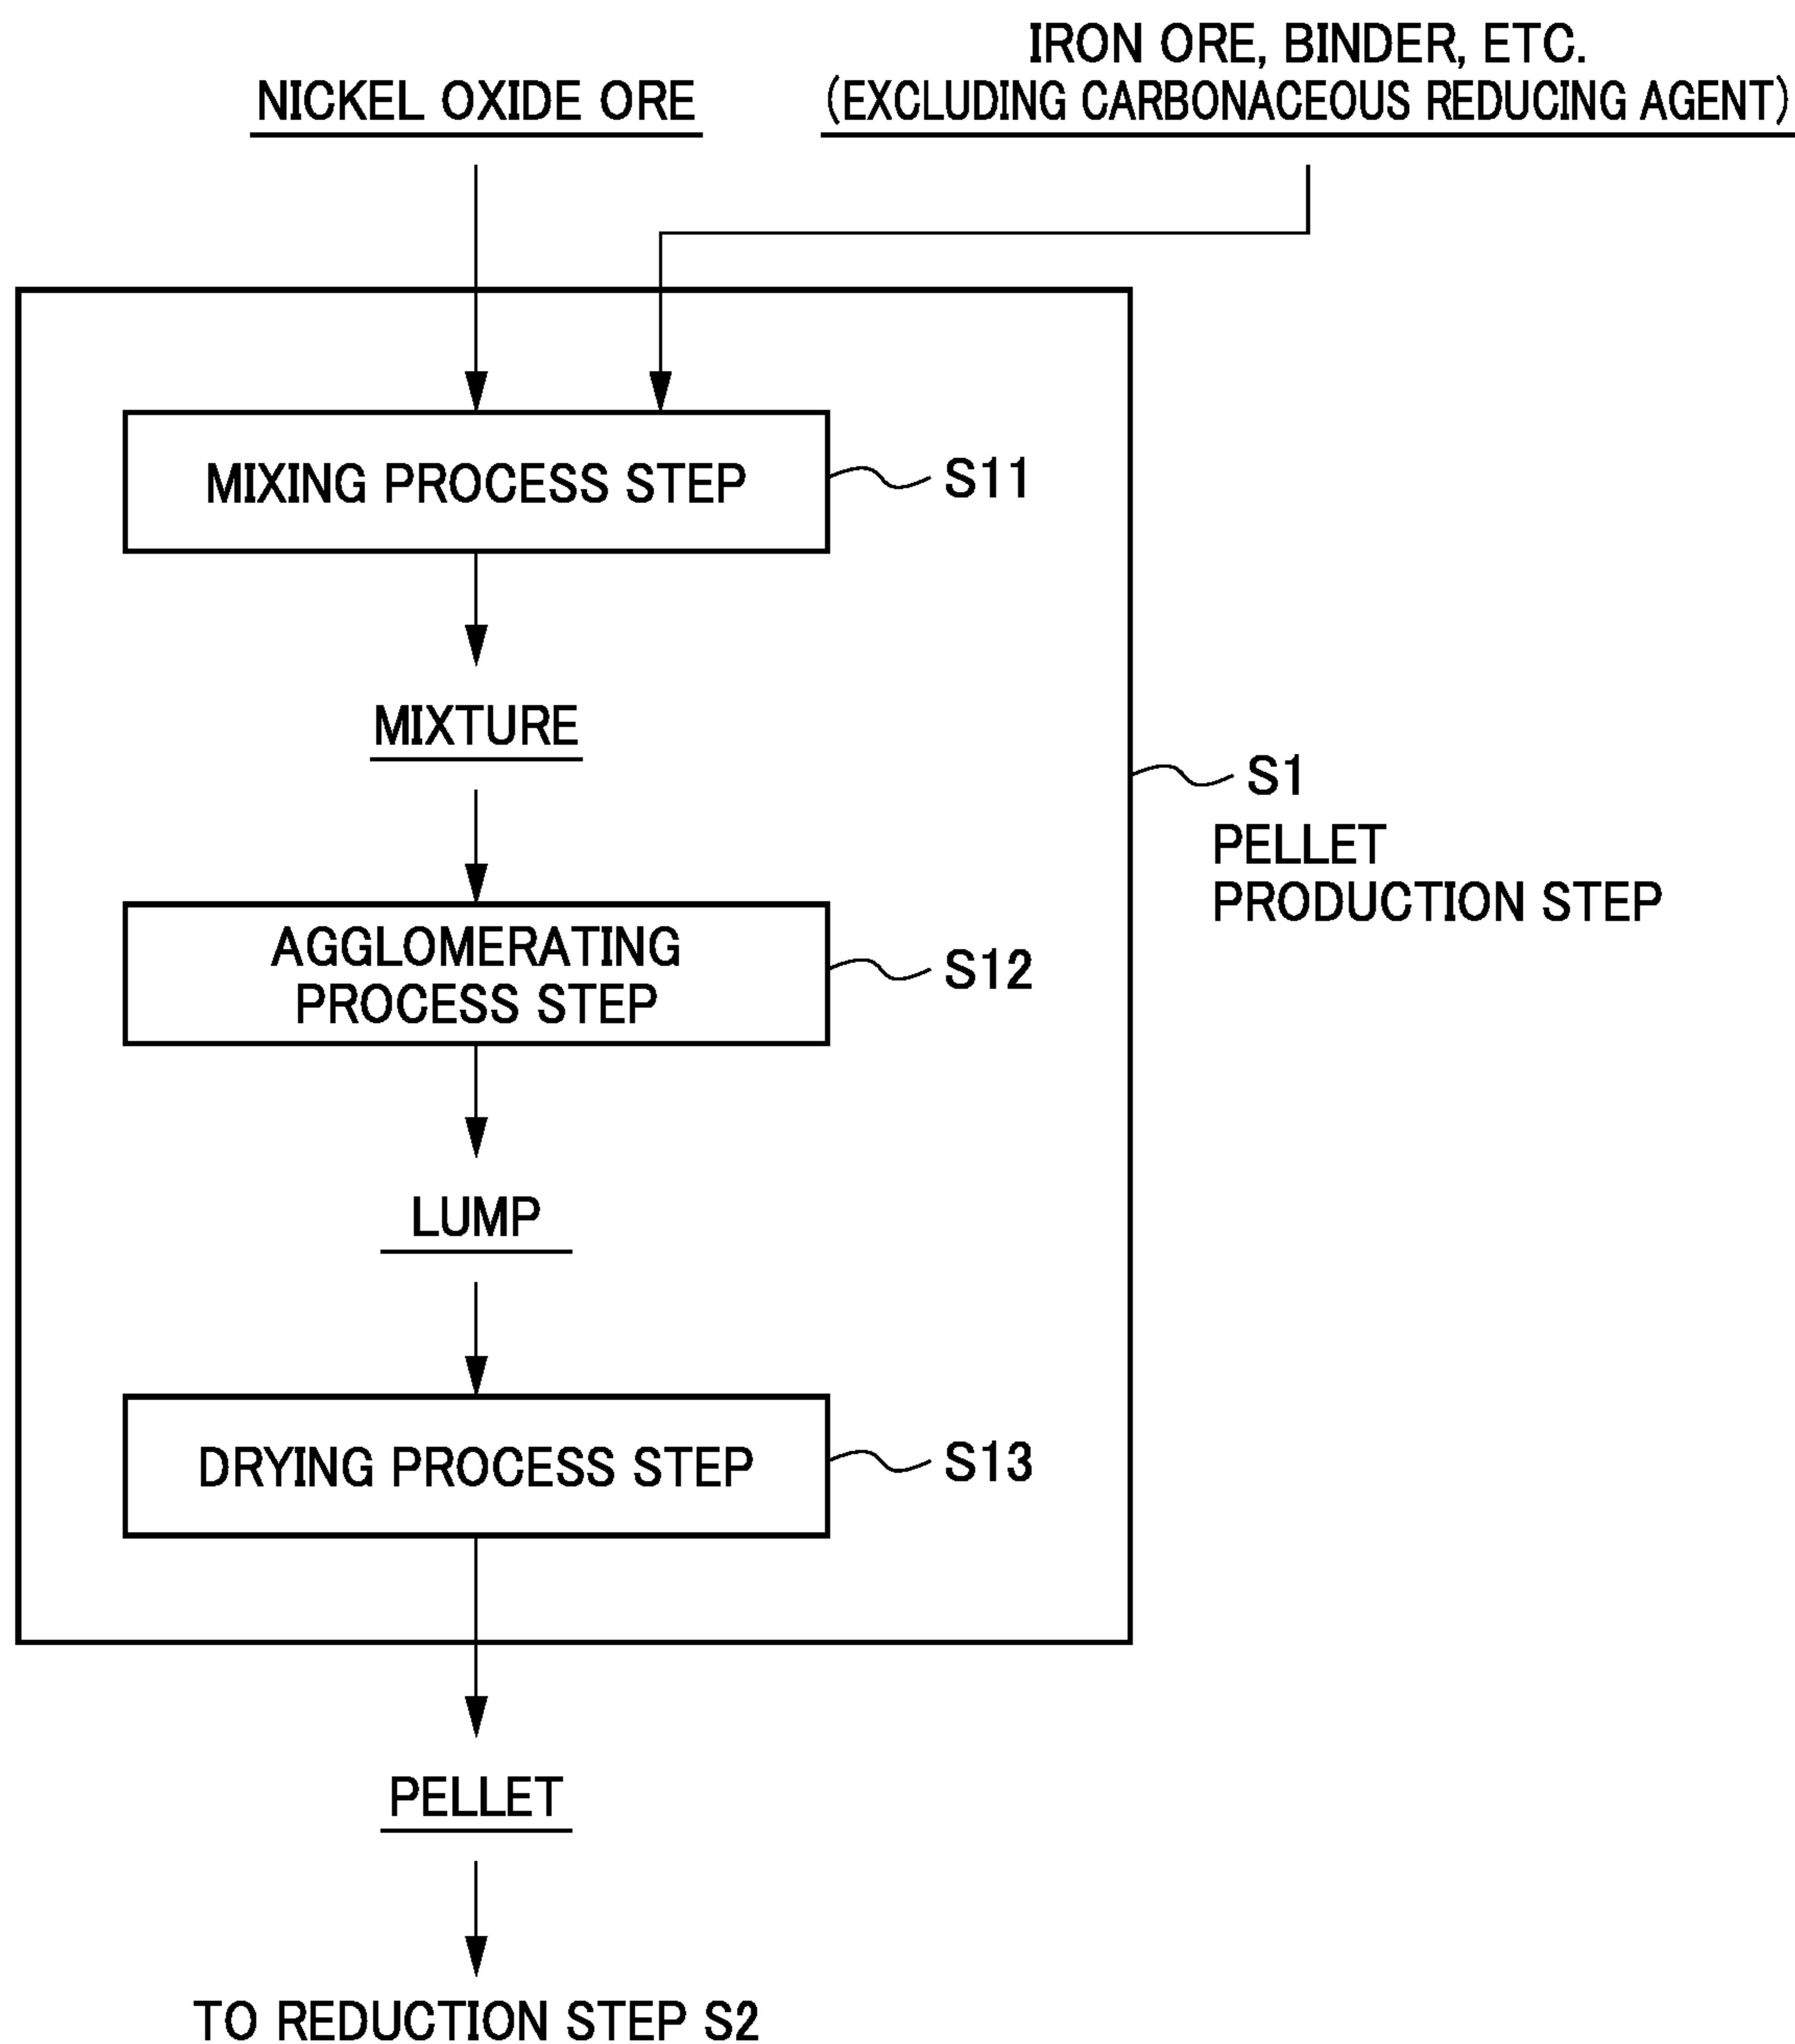 IRON ORE, BINDER, ETC.
NICKEL OXIDE ORE
(EXCLUDING CARBONACEOUS REDUCING AGENT)
MIXING PROCESS STEP
S11
MIXTURE
S1
PELLET
PRODUCTION STEP
AGGLOMERATING
PROCESS STEP
S12
LUMP
DRYING PROCESS STEP
S13
PELLET
TO REDUCTION STEP S2